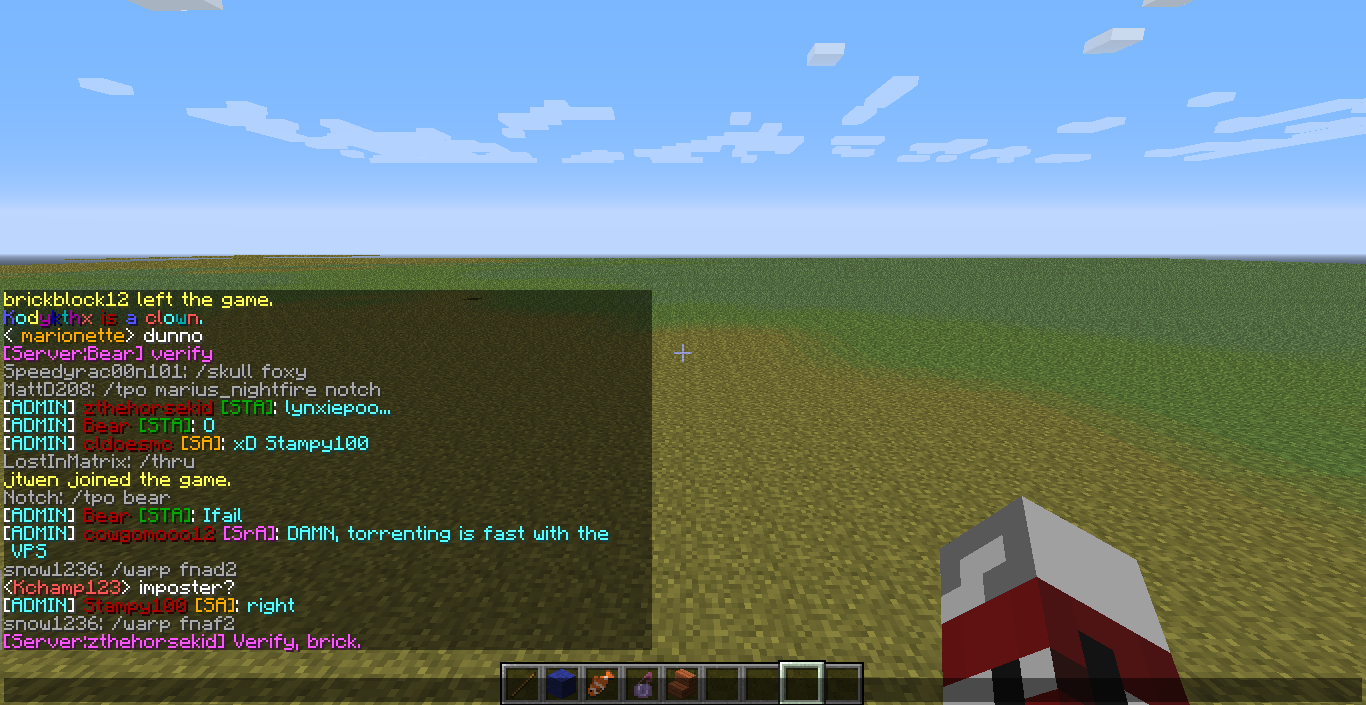 brickblock12 left the game.
Kodykthx is a clown.
< marionette> dunno
[Server:Bear] verify
Speedyrac00n101: /skull foxy
MattD208: /tpo marius_nightfire notch
[ADMIN] zthehorsekid [STA]: lynxiepoo...
[ADMIN] Bear [STA]: O
[ADMIN] cldoesmc [SA]: xD Stampy100
LostInMatrix: /thru
jtwen joined the game.
Notch: /tpo bear
[ADMIN] Bear [STA]: Ifail
[ADMIN] cowgomooo12 [SrA]: DAMN, torrenting is fast with the
VPS
snow1236: /warp fnad2
<Kchamp123> imposter?
[ADMIN] Stampy100 [SA]: right
snow1236: /warp fnaf2
[Server:zthehorsekid] Verify, brick.